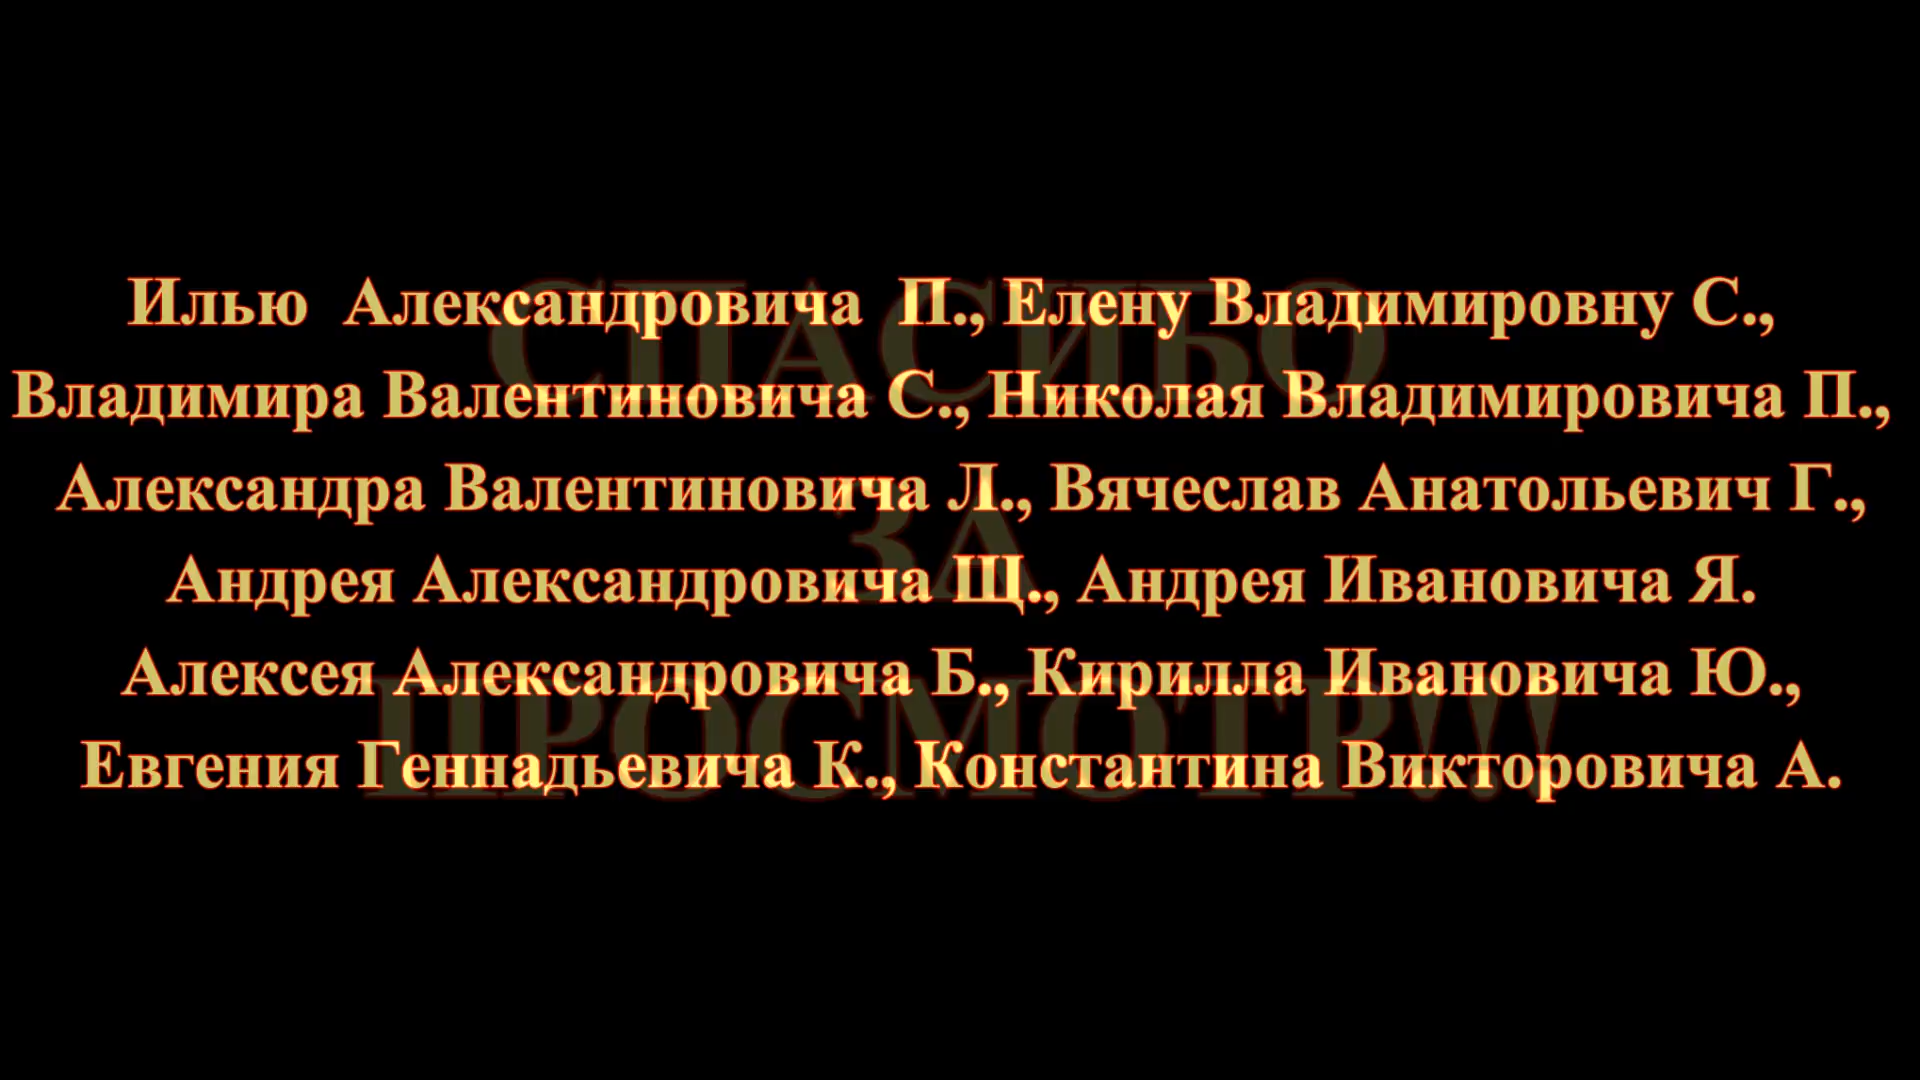 Илью Александровича П., Елену Владимировну С.,
Владимира Валентиновича С., Николая Владимировича П.,
Александра Валентиновича Л., Вячеслав Анатольевич Г.,
Андрея Александровича Щ., Андрея Ивановича Я.
Алексея Александровича Б., Кирилла Ивановича Ю.,
Евгения Геннадьевича К., Константина Викторовича А.
СПАСИБО
ЗА
ПРОСМОТР!!!